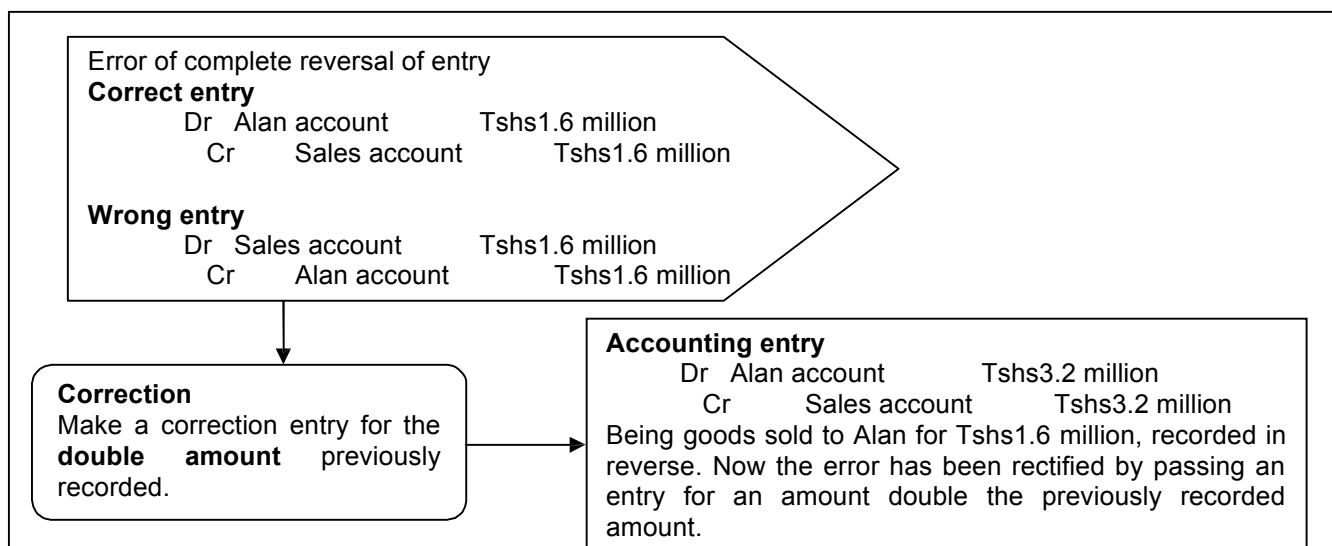 Error of complete reversal of entry
Correct entry
Dr Alan account Tshs1.6 million
Cr Sales account Tshs1.6 million
Wrong entry
Dr Sales account Tshs1.6 million
Cr Alan account Tshs1.6 million
Correction
Make a correction entry for the
double amount previously
recorded.
Accounting entry
Dr Alan account Tshs3.2 million
Cr Sales account Tshs3.2 million
Being goods sold to Alan for Tshs1.6 million, recorded in
reverse. Now the error has been rectified by passing an
entry for an amount double the previously recorded
amount.